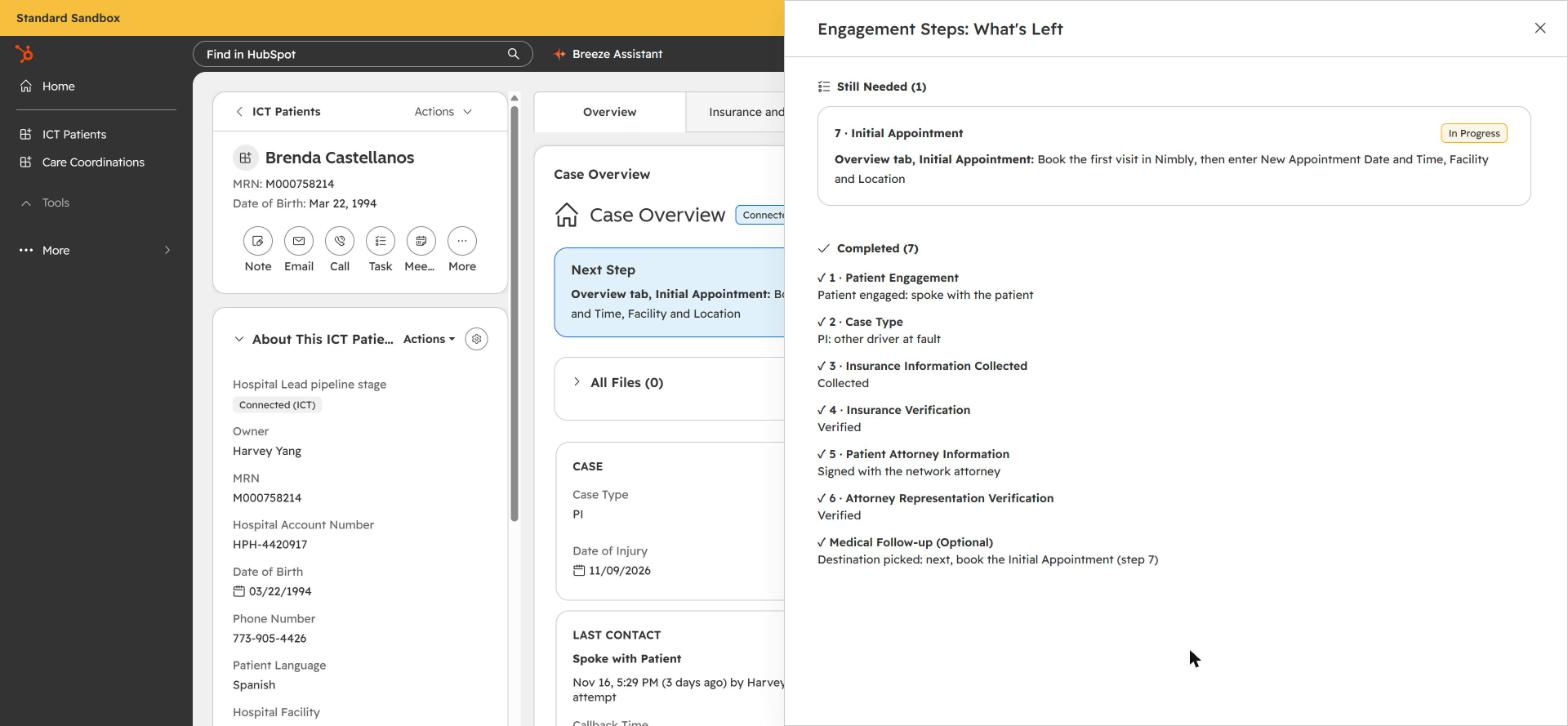 Standard Sandbox
Find in HubSpot
Breeze Assistant
Home
ICT Patients
Care Coordinations
Tools
More
ICT Patients
Actions
Brenda Castellanos
MRN: M000758214
Date of Birth: Mar 22, 1994
Note
Email
Call
Task
Mee...
More
About This ICT Patie...
Actions
Hospital Lead pipeline stage
Connected (ICT)
Owner
Harvey Yang
MRN
M000758214
Hospital Account Number
HPH-4420917
Date of Birth
03/22/1994
Phone Number
773-905-4426
Patient Language
Spanish
Hospital Facility
Overview
Insurance and
Case Overview
Case Overview
Connecte
Next Step
Overview tab, Initial Appointment: Bo
and Time, Facility and Location
All Files (0)
CASE
Case Type
PI
Date of Injury
11/09/2026
LAST CONTACT
Spoke with Patient
Nov 16, 5:29 PM (3 days ago) by Harvey
attempt
Callback Time
Engagement Steps: What's Left
Still Needed (1)
7 · Initial Appointment
In Progress
Overview tab, Initial Appointment: Book the first visit in Nimbly, then enter New Appointment Date and Time, Facility
and Location
Completed (7)
✓ 1 · Patient Engagement
Patient engaged: spoke with the patient
✓ 2 · Case Type
PI: other driver at fault
✓ 3 · Insurance Information Collected
Collected
✓ 4 · Insurance Verification
Verified
✓ 5 · Patient Attorney Information
Signed with the network attorney
✓ 6 · Attorney Representation Verification
Verified
✓ Medical Follow-up (Optional)
Destination picked: next, book the Initial Appointment (step 7)